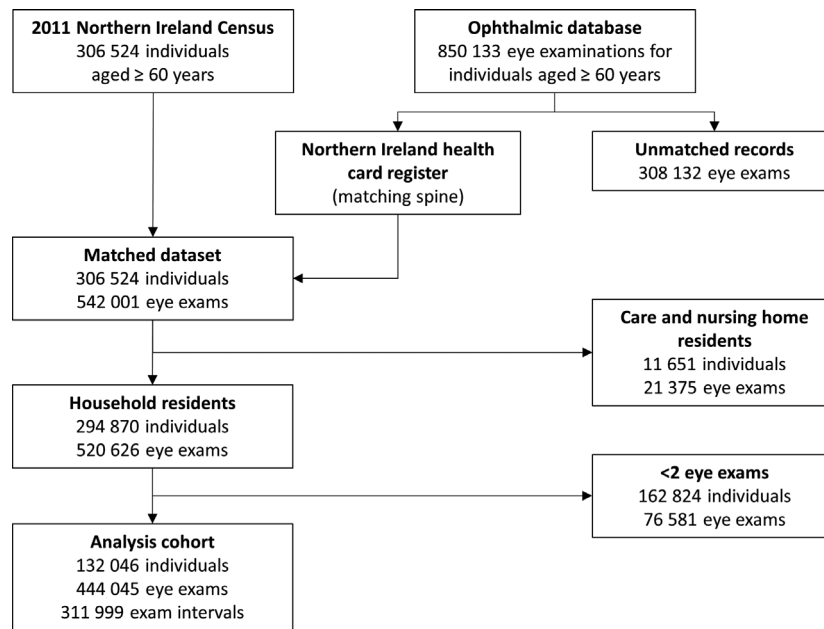 2011 Northern Ireland Census
306 524 individuals
aged ≥ 60 years
Ophthalmic database
850 133 eye examinations for
individuals aged ≥ 60 years
Northern Ireland health
card register
(matching spine)
Unmatched records
308 132 eye exams
Matched dataset
306 524 individuals
542 001 eye exams
Care and nursing home
residents
11 651 individuals
21 375 eye exams
Household residents
294 870 individuals
520 626 eye exams
<2 eye exams
162 824 individuals
76 581 eye exams
Analysis cohort
132 046 individuals
444 045 eye exams
311 999 exam intervals